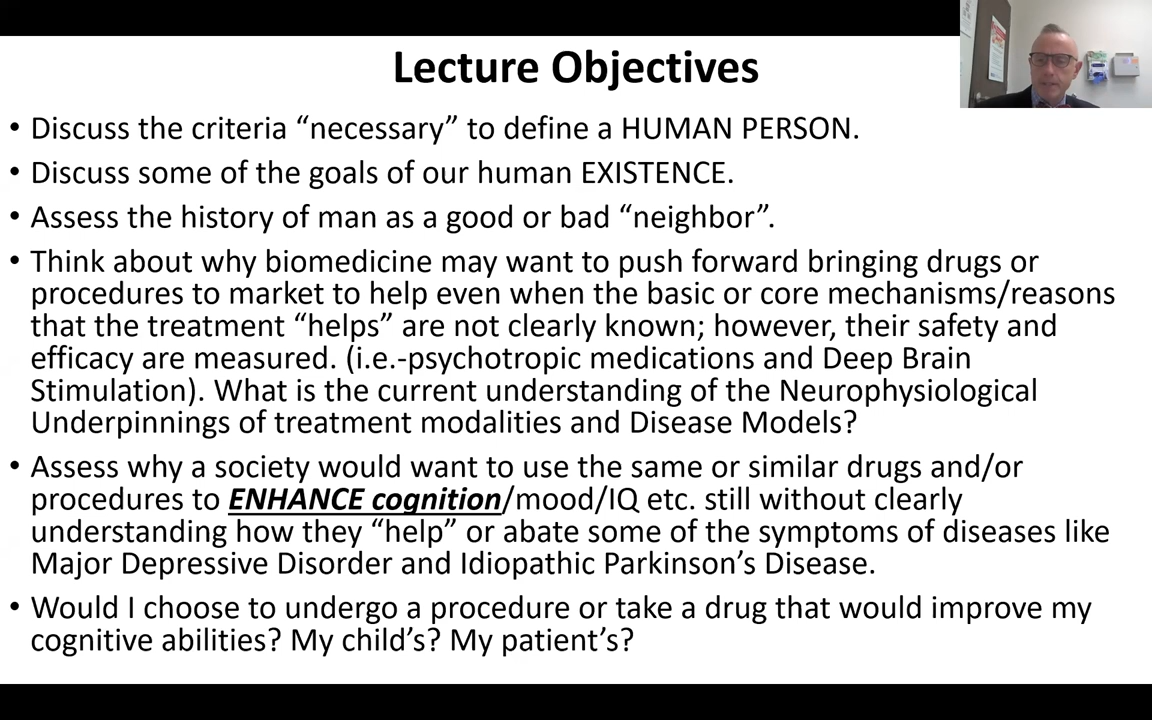 Lecture Objectives
• Discuss the criteria “necessary” to define a HUMAN PERSON.
• Discuss some of the goals of our human EXISTENCE.
• Assess the history of man as a good or bad “neighbor”.
• Think about why biomedicine may want to push forward bringing drugs or
procedures to market to help even when the basic or core mechanisms/reasons
that the treatment “helps” are not clearly known; however, their safety and
efficacy are measured. (i.e.-psychotropic medications and Deep Brain
Stimulation). What is the current understanding of the Neurophysiological
Underpinnings of treatment modalities and Disease Models?
• Assess why a society would want to use the same or similar drugs and/or
procedures to ENHANCE cognition/mood/IQ etc. still without clearly
understanding how they “help” or abate some of the symptoms of diseases like
Major Depressive Disorder and Idiopathic Parkinson’s Disease.
• Would I choose to undergo a procedure or take a drug that would improve my
cognitive abilities? My child’s? My patient’s?